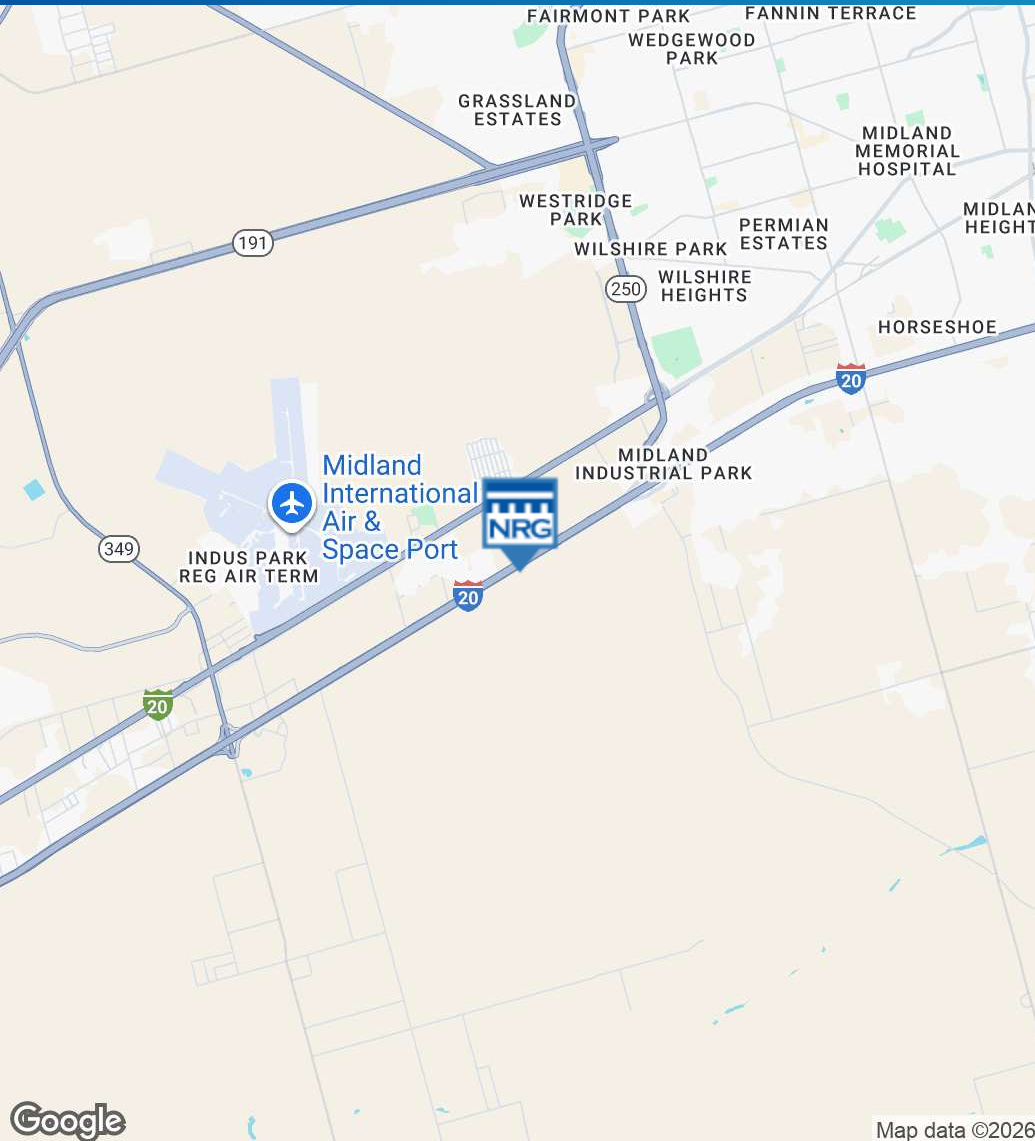 FAIRMONT PARK
FANNIN TERRACE
WEDGEWOOD
PARK
GRASSLAND
ESTATES
MIDLAND
MEMORIAL
HOSPITAL
WESTRIDGE
PARK
MIDLAN
HEIGHT
PERMIAN
ESTATES
191
WILSHIRE PARK
250
WILSHIRE
HEIGHTS
HORSESHOE
20
MIDLAND
INDUSTRIAL PARK
Midland
International
Air &
Space Port
NRG
349
INDUS PARK
REG AIR TERM
20
20
Google
Map data ©2026